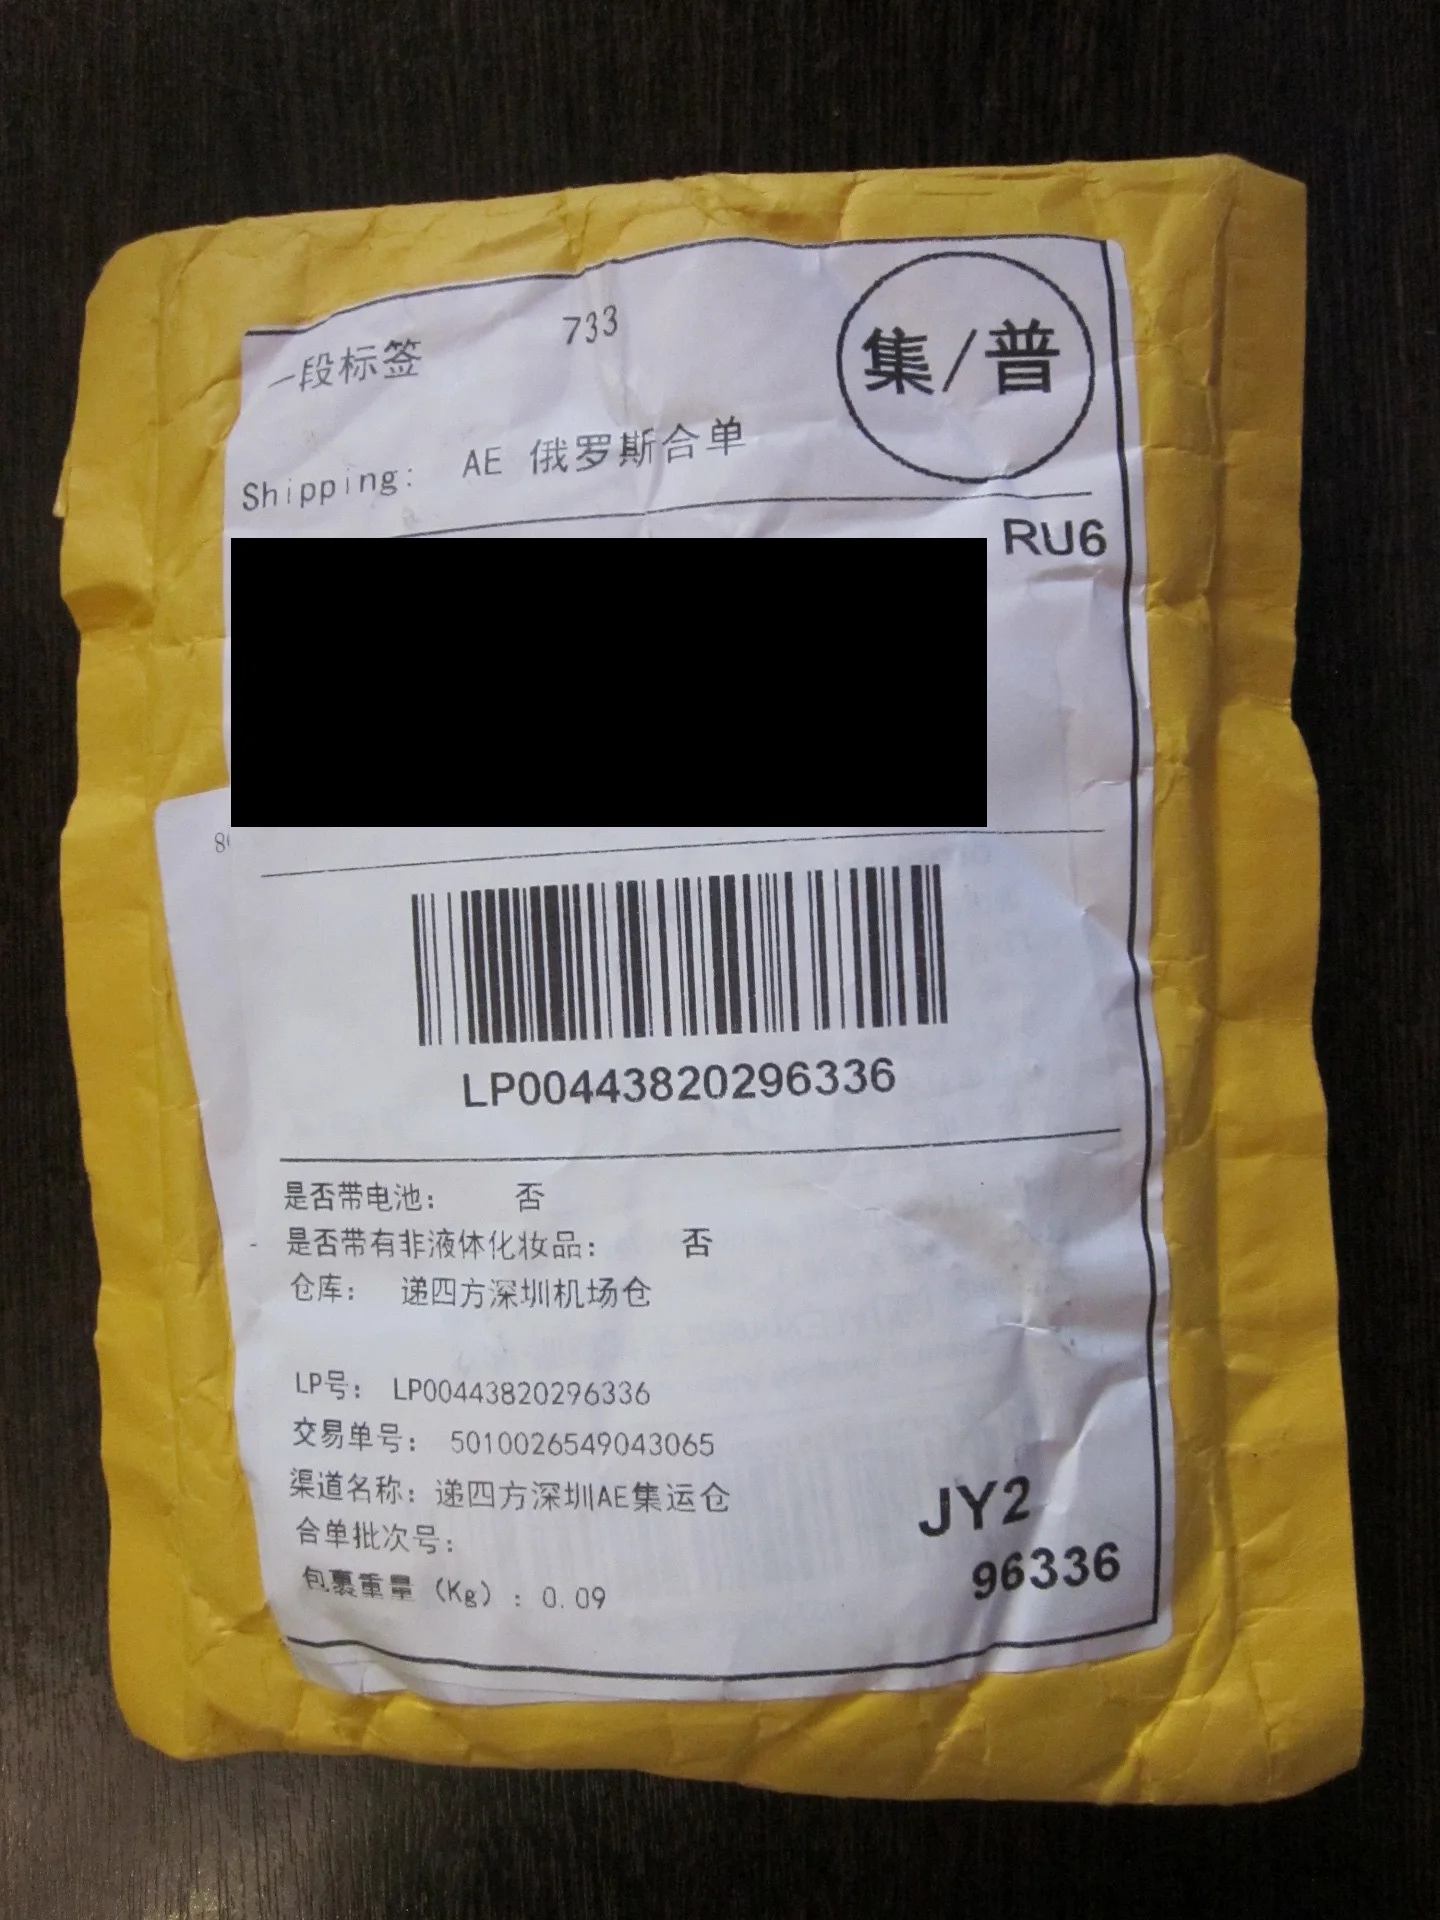 733
一段标签
集/普
Shipping: AE 俄罗斯合单
RU6
LP00443820296336
是否带电池: 否
是否带有非液体化妆品: 否
仓库: 递四方深圳机场仓
LP号: LP00443820296336
交易单号: 5010026549043065
渠道名称: 递四方深圳AE集运仓
合单批次号:
包裹重量 (Kg) : 0.09
JY2
96336